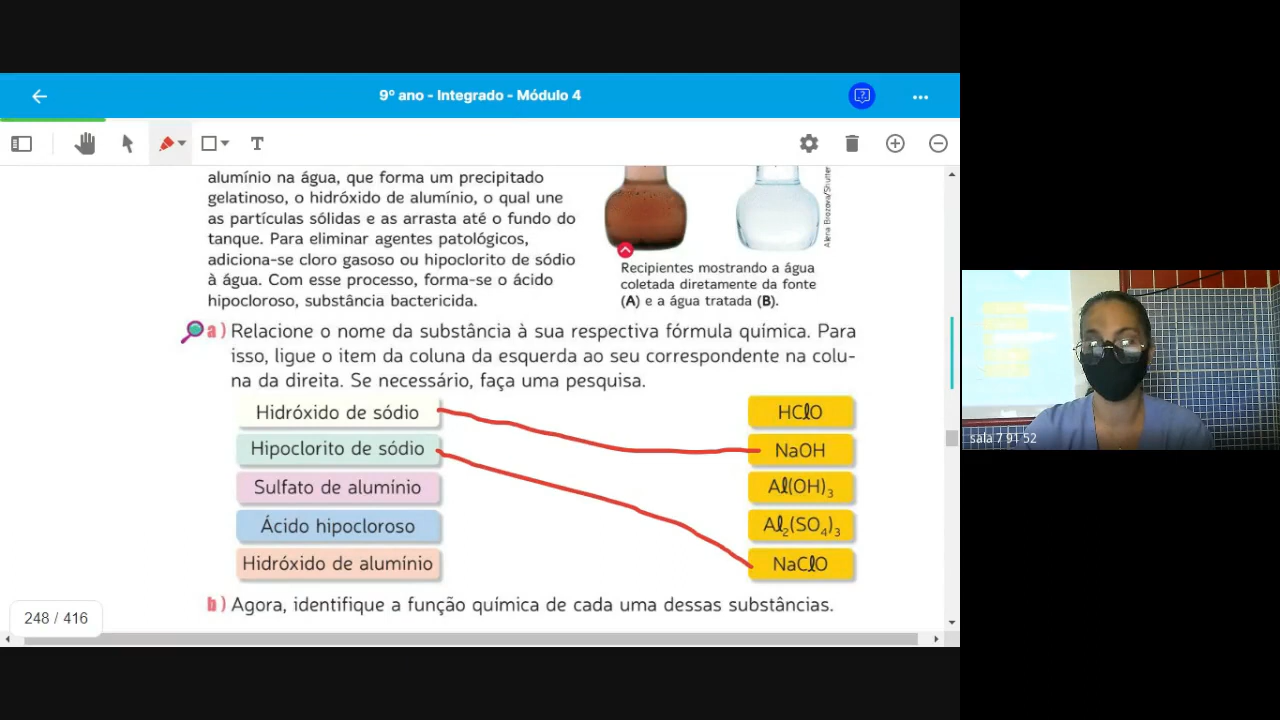 9º ano - Integrado - Módulo 4
T
alumínio na água, que forma um precipitado
gelatinoso, o hidróxido de alumínio, o qual une
as partículas sólidas e as arrasta até o fundo do
tanque. Para eliminar agentes patológicos,
adiciona-se cloro gasoso ou hipoclorito de sódio
à água. Com esse processo, forma-se o ácido
hipocloroso, substância bactericida.
Alena Brozova/Shutter
Recipientes mostrando a água
coletada diretamente da fonte
(A) e a água tratada (B).
a) Relacione o nome da substância à sua respectiva fórmula química. Para
isso, ligue o item da coluna da esquerda ao seu correspondente na colu-
na da direita. Se necessário, faça uma pesquisa.
Hidróxido de sódio
HClO
Hipoclorito de sódio
NaOH
Sulfato de alumínio
Al(OH)₃
Ácido hipocloroso
Al₂(SO₄)₃
Hidróxido de alumínio
NaClO
b) Agora, identifique a função química de cada uma dessas substâncias.
248 / 416
sala 7 91 52